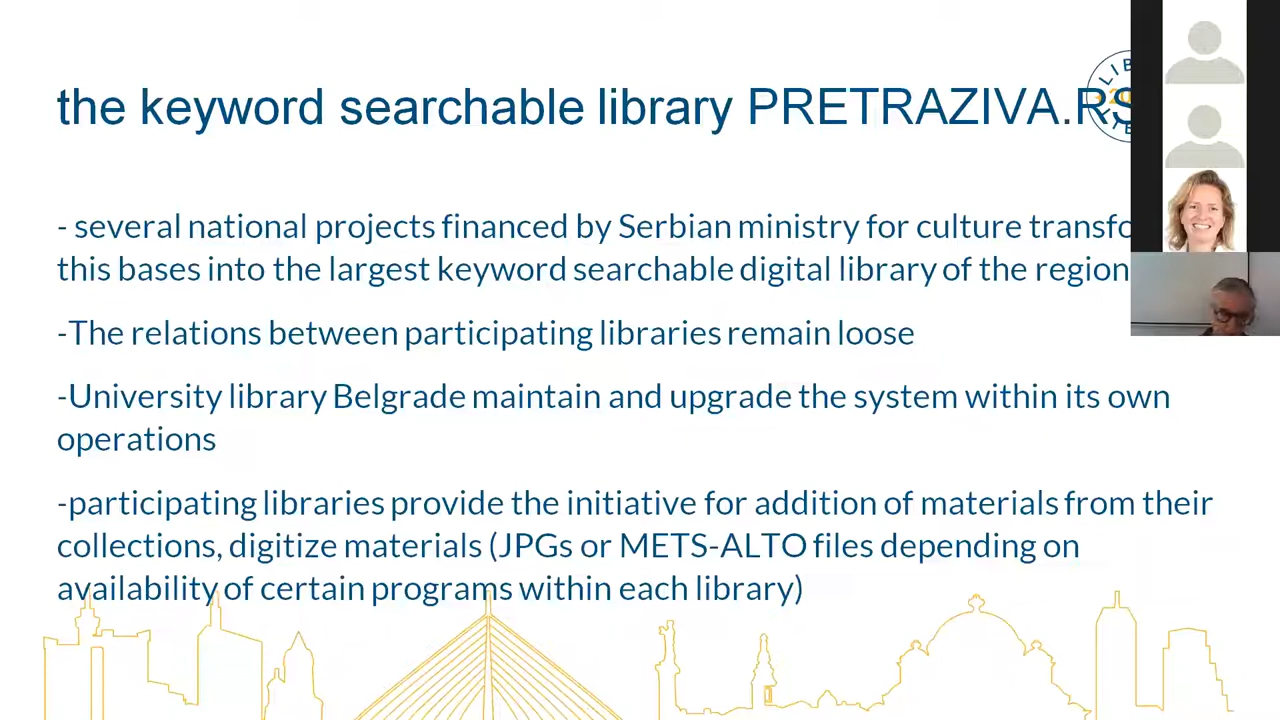 the keyword searchable library PRETRAZIVA.RS
- several national projects financed by Serbian ministry for culture
this bases into the largest keyword searchable digital library of the region
-The relations between participating libraries remain loose
-University library Belgrade maintain and upgrade the system within its own
operations
-participating libraries provide the initiative for addition of materials from their
collections, digitize materials (JPGs or METS-ALTO files depending on
availability of certain programs within each library)